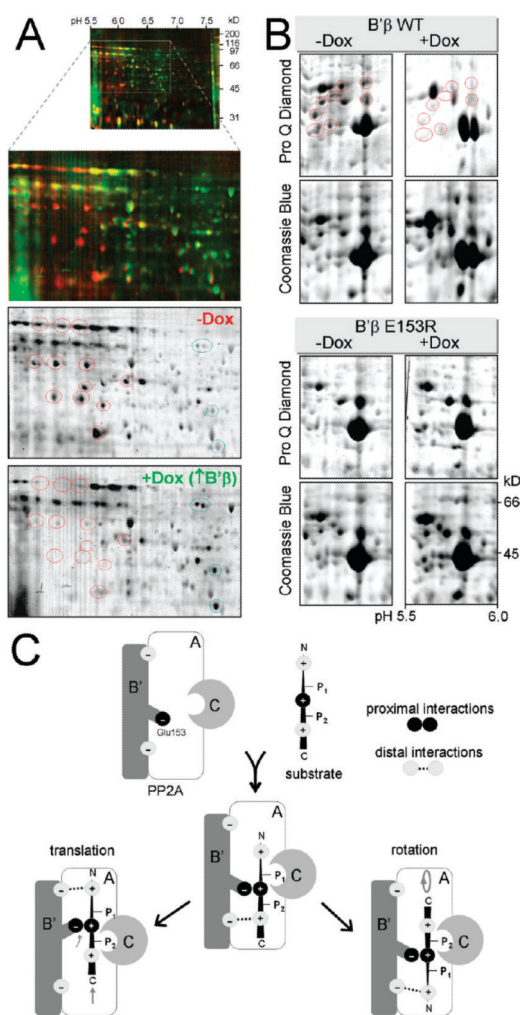 A
pH 5.5 6.0 6.5 7.0 7.5 kD
200
116
97
66
45
31
-Dox
+Dox (↑B'β)
B
B'β WT
-Dox +Dox
Pro Q Diamond
Coomassie Blue
B'β E153R
-Dox +Dox
Pro Q Diamond
Coomassie Blue
kD
66
45
pH 5.5 6.0
C
A
B'
C
-
-
-
Glu153
PP2A
N
+
P1
+
P2
+
C
substrate
proximal interactions
distal interactions
translation
A
B'
C
-
-
-
N
+
P1
+
P2
+
C
A
B'
C
-
-
-
N
+
P1
+
P2
+
C
rotation
A
B'
C
-
-
-
C
+
P2
+
P1
+
N